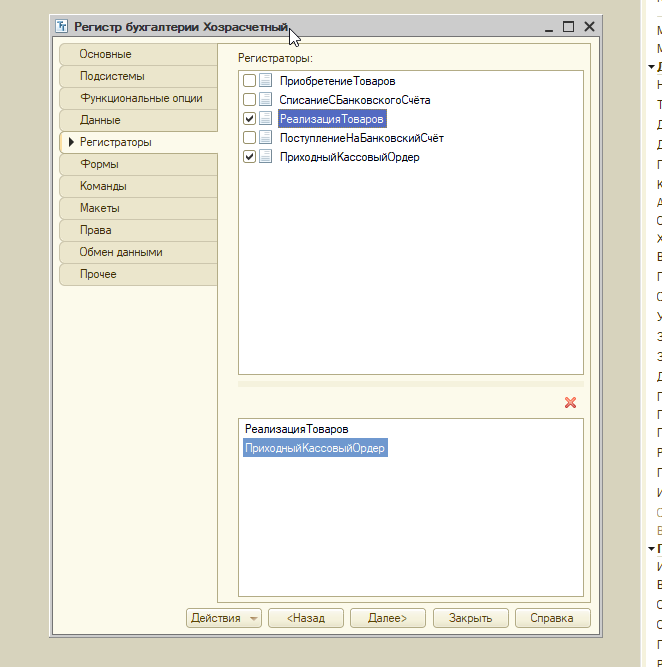 Регистр бухгалтерии Хозрасчетный
Основные
Подсистемы
Функциональные опции
Данные
Регистраторы
Формы
Команды
Макеты
Права
Обмен данными
Прочее
Регистраторы:
ПриобретениеТоваров
СписаниеСБанковскогоСчёта
РеализацияТоваров
ПоступлениеНаБанковскийСчёт
ПриходныйКассовыйОрдер
РеализацияТоваров
ПриходныйКассовыйОрдер
Действия
<Назад
Далее>
Закрыть
Справка